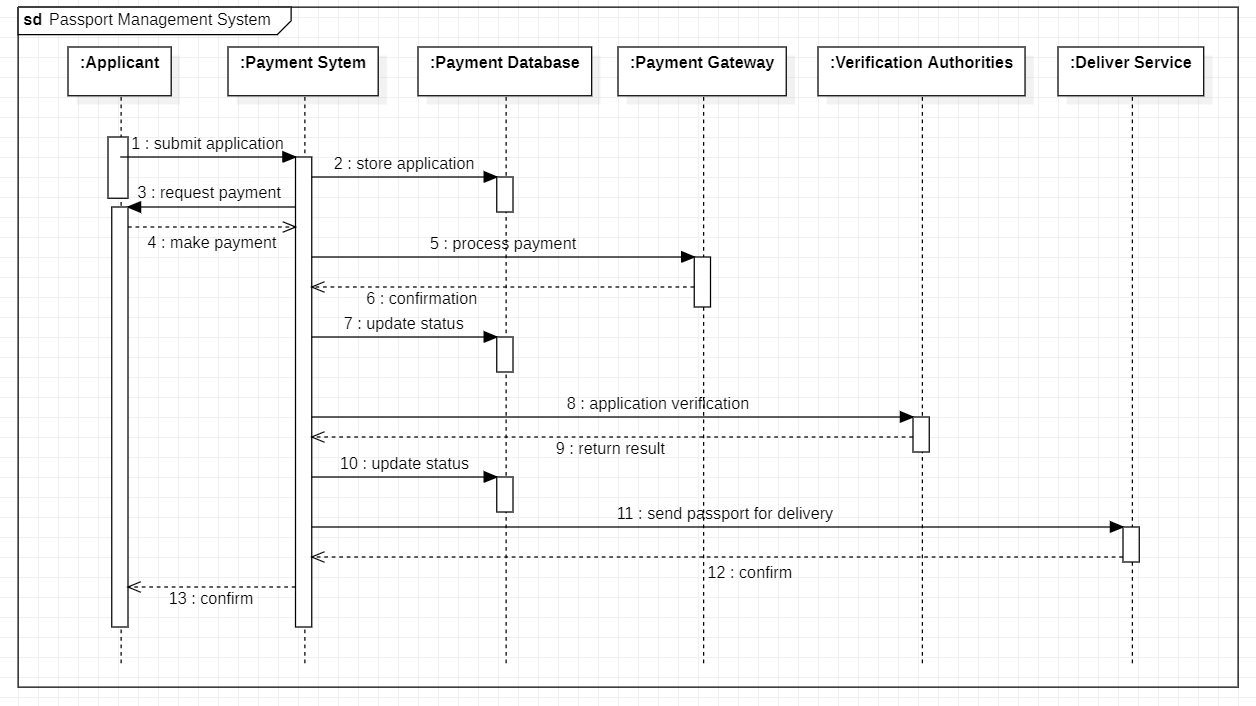 sd Passport Management System
:Applicant
:Payment Sytem
:Payment Database
:Payment Gateway
:Verification Authorities
:Deliver Service
1 : submit application
2 : store application
3 : request payment
4 : make payment
5 : process payment
6 : confirmation
7 : update status
8 : application verification
9 : return result
10 : update status
11 : send passport for delivery
12 : confirm
13 : confirm